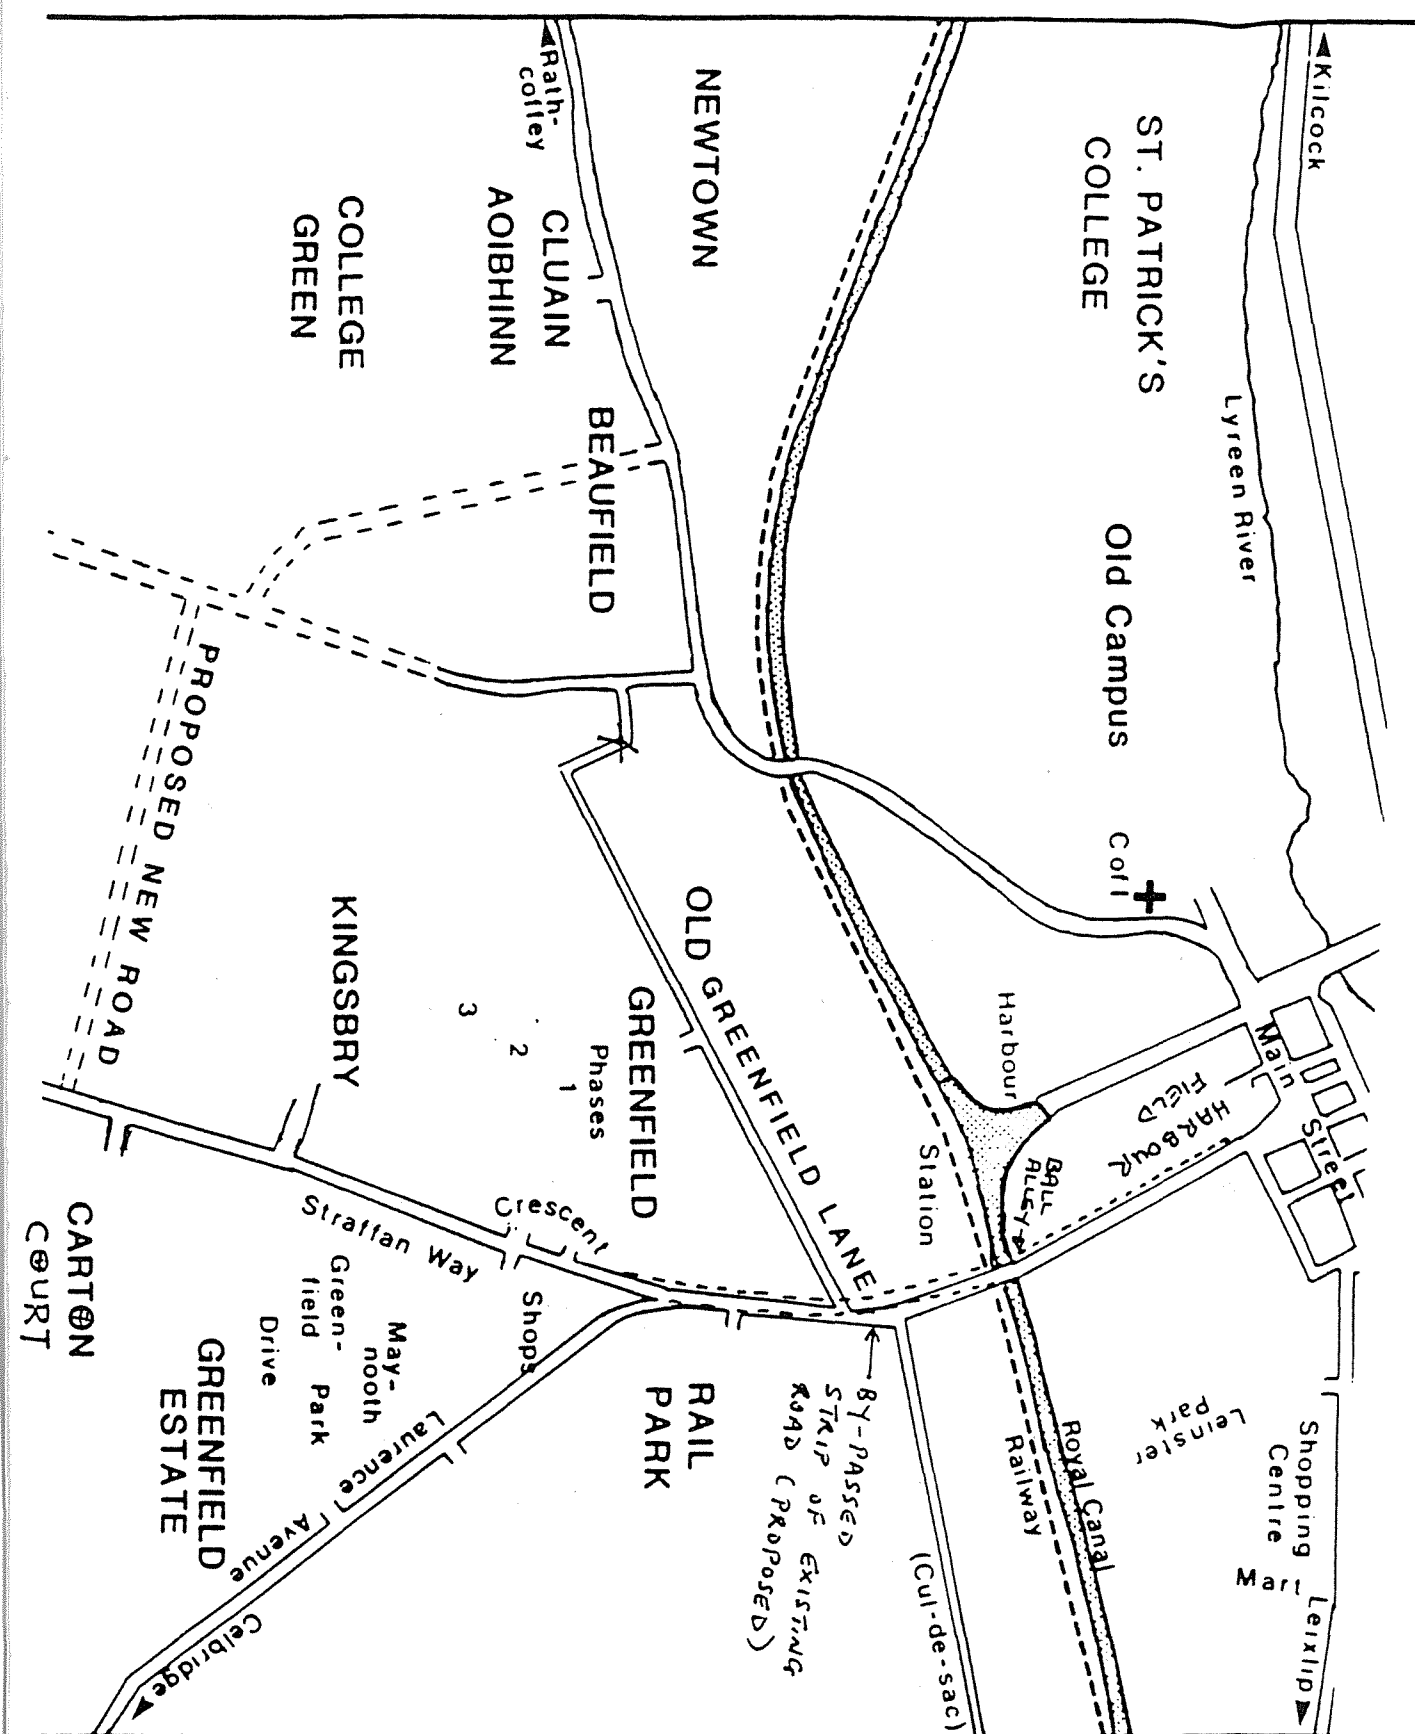 Kilcock
ST. PATRICK'S
COLLEGE
Lyreen River
Old Campus
CofI
Main
Street
Harbour
HARBOUR
FIELD
BALL
ALLEY
Station
Leinster
Park
Shopping
Centre
Mart
Leixlip
Royal Canal
Railway
(Cul-de-sac)
NEWTOWN
Rath-
coffey
CLUAIN
AOIBHINN
COLLEGE
GREEN
BEAUFIELD
OLD GREENFIELD LANE
GREENFIELD
Phases
1
2
3
KINGSBRY
PROPOSED NEW ROAD
Crescent
Straffan Way
Shops
RAIL
PARK
BY-PASSED
STRIP OF EXISTING
ROAD (PROPOSED)
May-
nooth
Park
Green-
field
Drive
Laurence
Avenue
GREENFIELD
ESTATE
Celbridge
CARTON
COURT